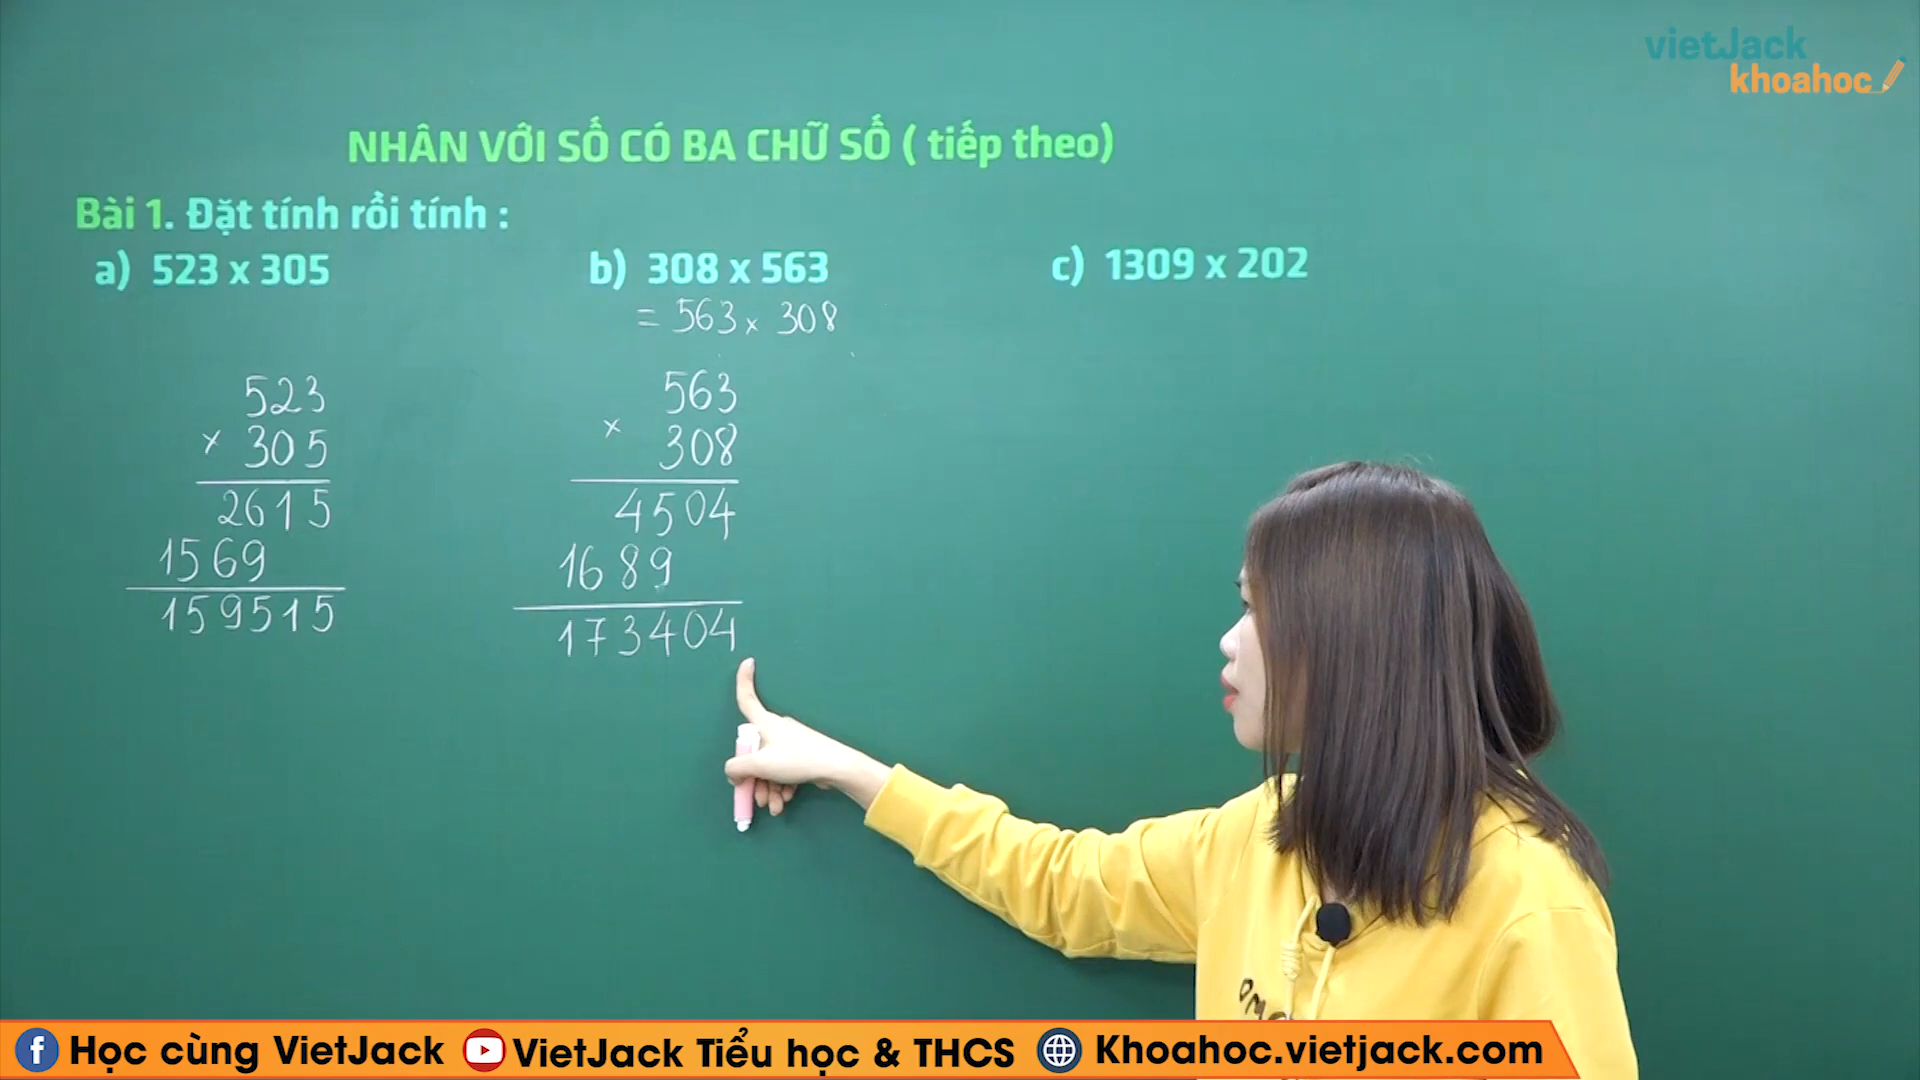 vietJack
khoahoc
NHÂN VỚI SỐ CÓ BA CHỮ SỐ ( tiếp theo)
Bài 1. Đặt tính rồi tính :
a) 523 x 305
b) 308 x 563
c) 1309 x 202
= 563 x 308
523
x 305
2615
1569
159515
563
x 308
4504
1689
173404
Học cùng VietJack
VietJack Tiểu học & THCS
Khoahoc.vietjack.com